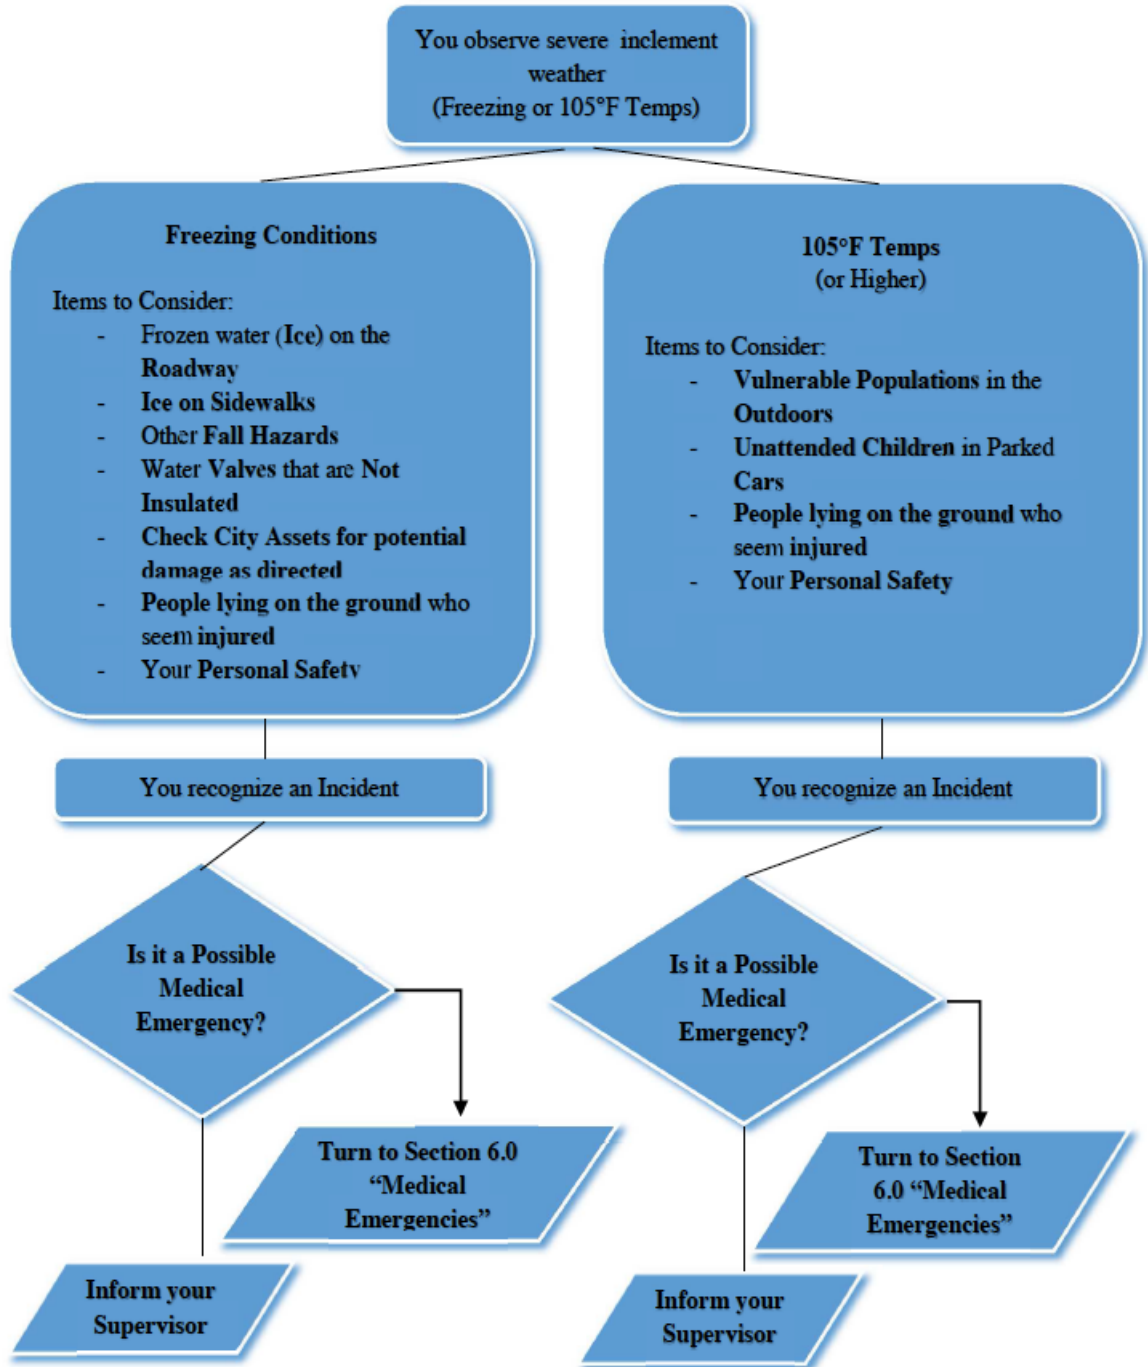 You observe severe inclement
weather
(Freezing or 105°F Temps)
Freezing Conditions
Items to Consider:
- Frozen water (Ice) on the
Roadway
- Ice on Sidewalks
- Other Fall Hazards
- Water Valves that are Not
Insulated
- Check City Assets for potential
damage as directed
- People lying on the ground who
seem injured
- Your Personal Safety
105°F Temps
(or Higher)
Items to Consider:
- Vulnerable Populations in the
Outdoors
- Unattended Children in Parked
Cars
- People lying on the ground who
seem injured
- Your Personal Safety
You recognize an Incident
You recognize an Incident
Is it a Possible
Medical
Emergency?
Is it a Possible
Medical
Emergency?
Turn to Section 6.0
“Medical
Emergencies”
Turn to Section
6.0 “Medical
Emergencies”
Inform your
Supervisor
Inform your
Supervisor